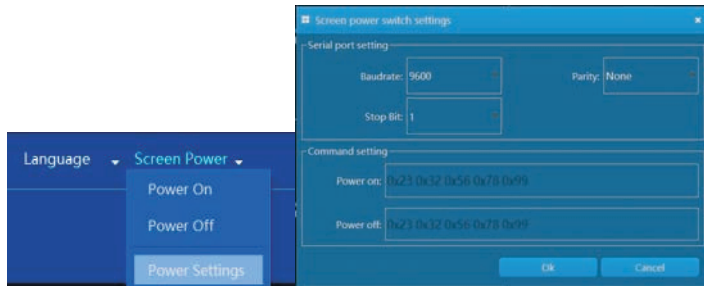 Screen power switch settings
Serial port setting
Baudrate: 9600 Parity: None
Stop Bit: 1
Command setting
Power on: 0x23 0x32 0x56 0x78 0x99
Power off: 0x23 0x32 0x56 0x78 0x99
Ok Cancel
Language Screen Power
Power On
Power Off
Power Settings